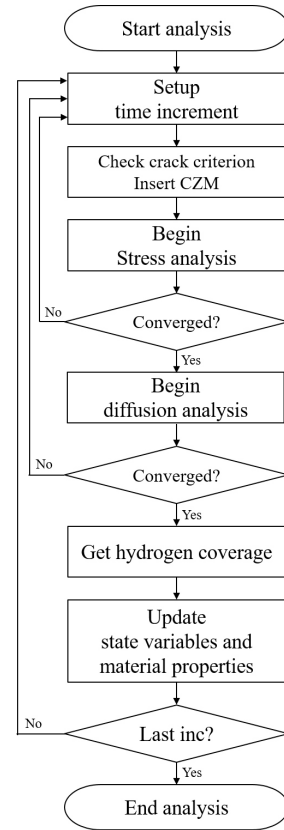 Start analysis
Setup
time increment
Check crack criterion
Insert CZM
Begin
Stress analysis
Converged?
No
Yes
Begin
diffusion analysis
Converged?
No
Yes
Get hydrogen coverage
Update
state variables and
material properties
Last inc?
No
Yes
End analysis